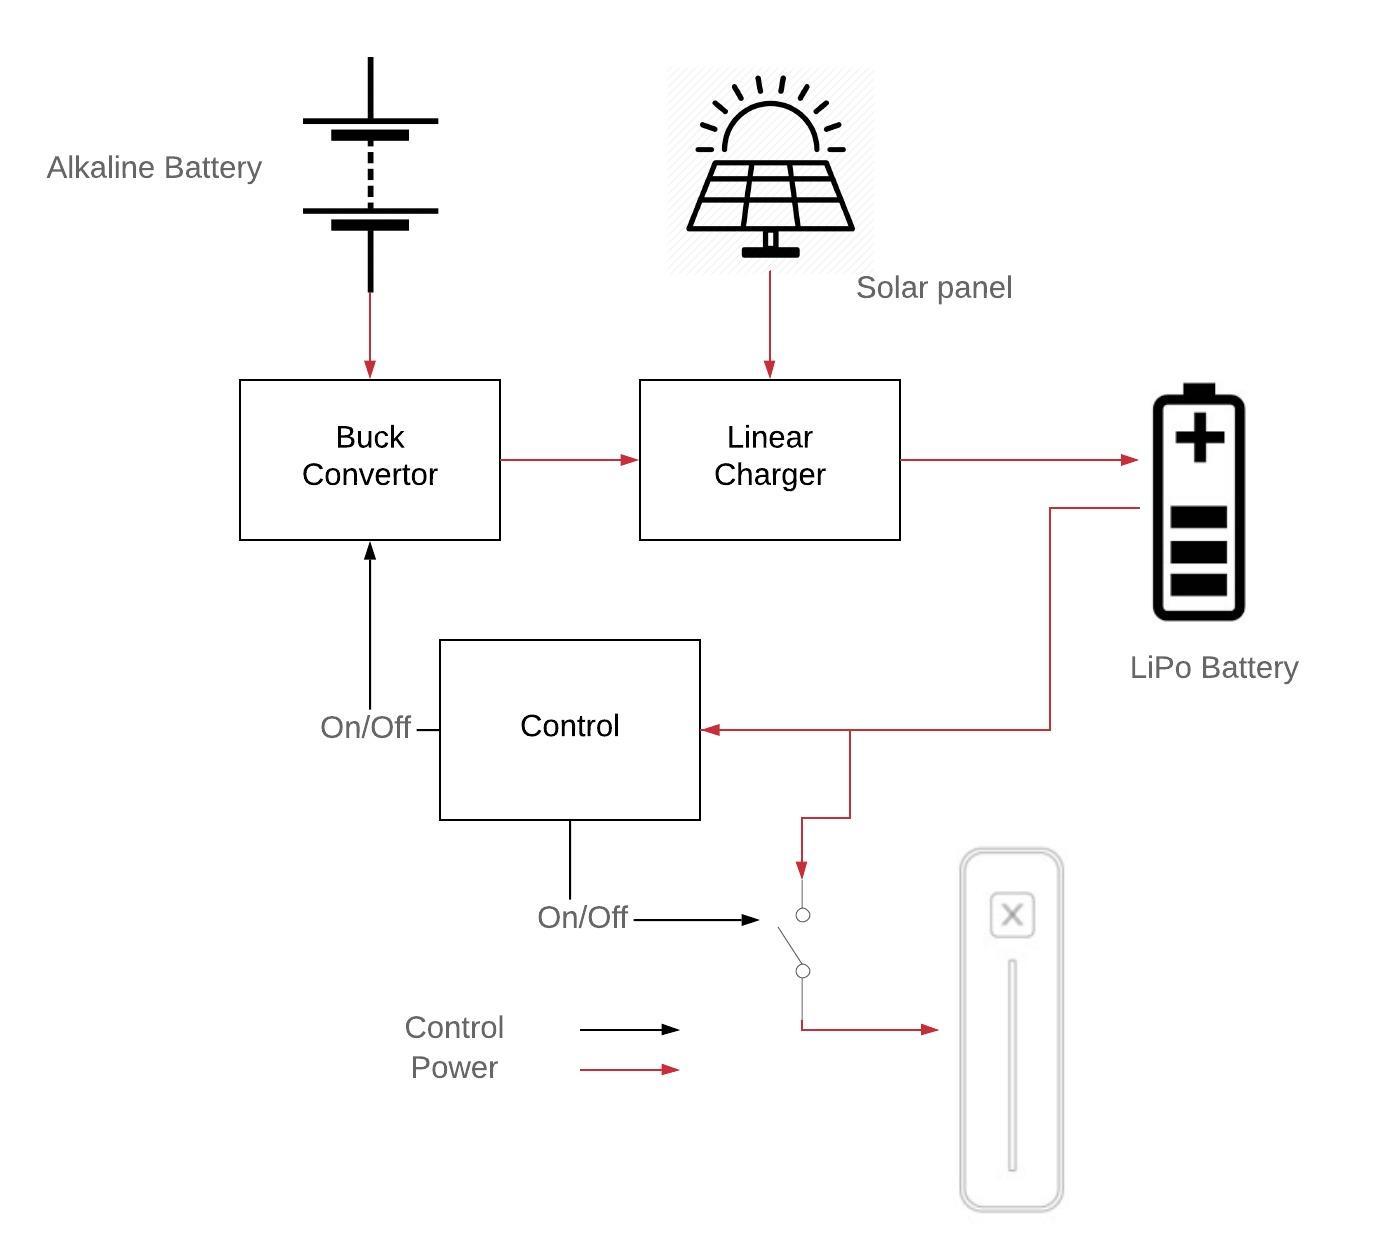 Alkaline Battery
Solar panel
Buck
Convertor
Linear
Charger
LiPo Battery
On/Off
Control
On/Off
X
Control
Power